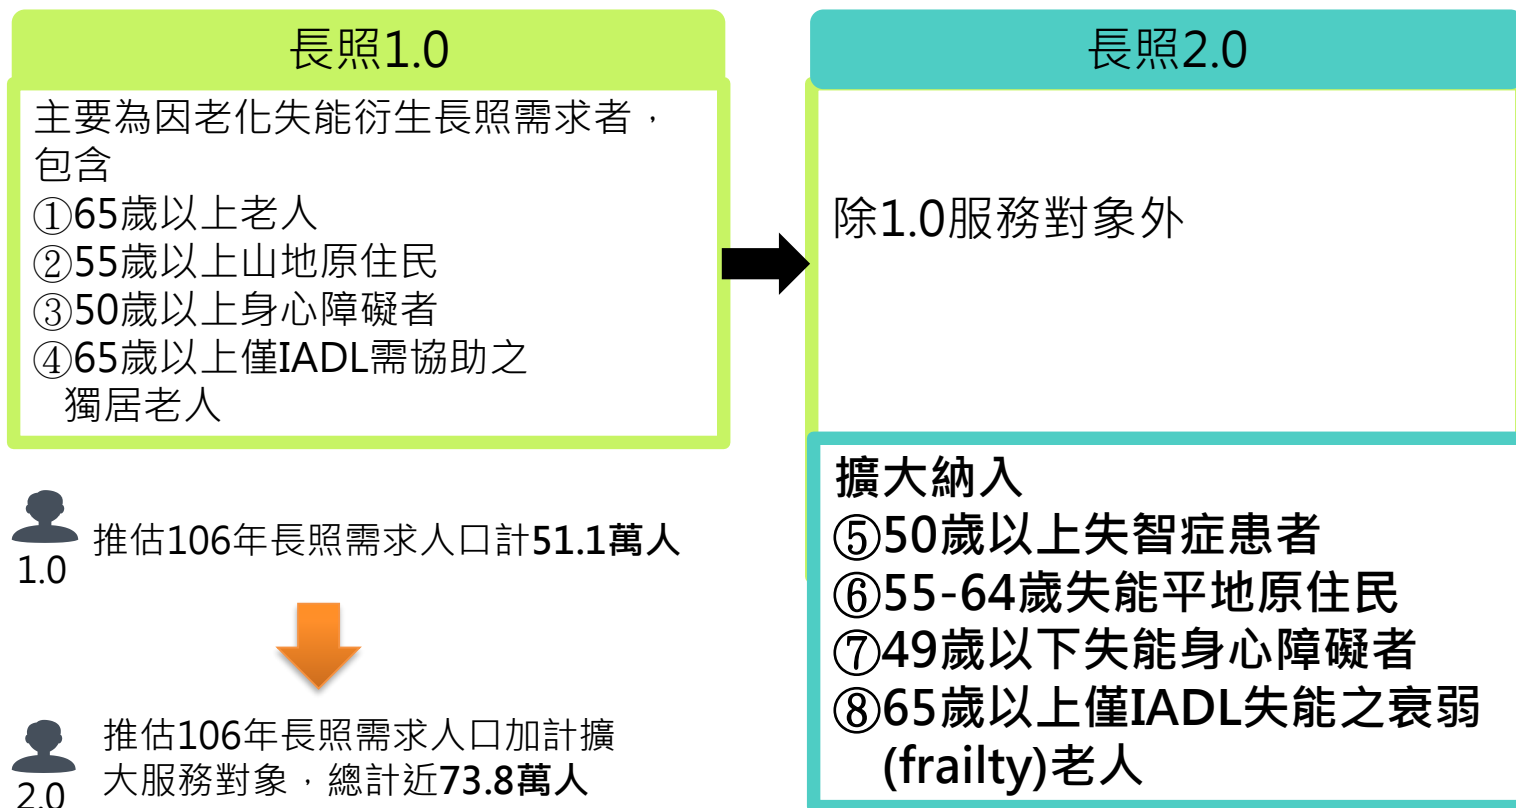 長照1.0
主要為因老化失能衍生長照需求者，
包含
①65歲以上老人
②55歲以上山地原住民
③50歲以上身心障礙者
④65歲以上僅IADL需協助之
獨居老人
1.0
推估106年長照需求人口計51.1萬人
2.0
推估106年長照需求人口加計擴
大服務對象，總計近73.8萬人
長照2.0
除1.0服務對象外
擴大納入
⑤50歲以上失智症患者
⑥55-64歲失能平地原住民
⑦49歲以下失能身心障礙者
⑧65歲以上僅IADL失能之衰弱
(frailty)老人